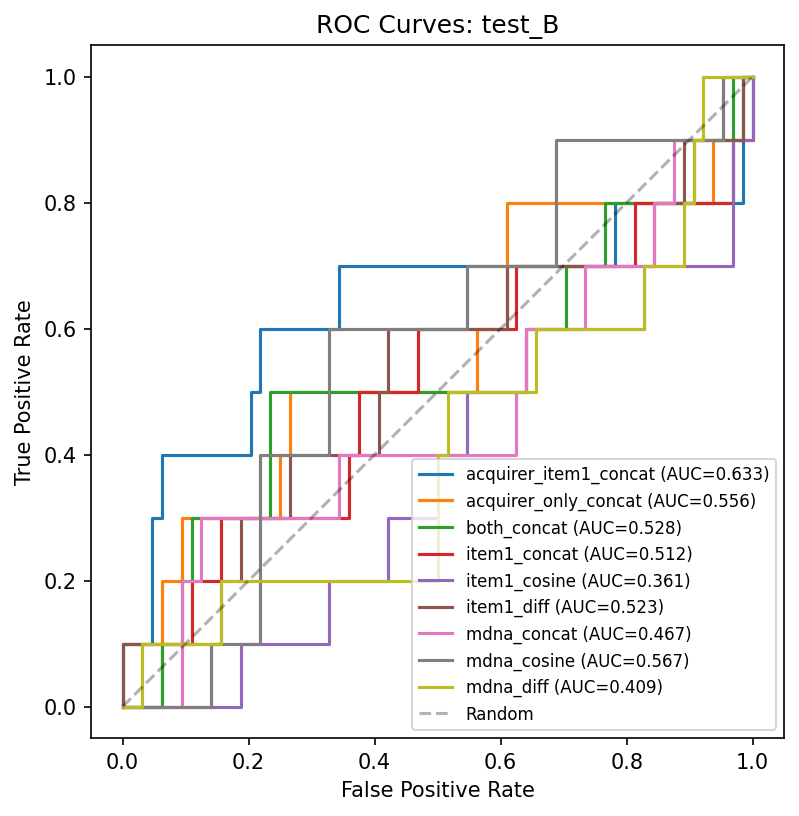 ROC Curves: test_B
True Positive Rate
1.0
0.8
0.6
0.4
0.2
0.0
acquirer_item1_concat (AUC=0.633)
acquirer_only_concat (AUC=0.556)
both_concat (AUC=0.528)
item1_concat (AUC=0.512)
item1_cosine (AUC=0.361)
item1_diff (AUC=0.523)
mdna_concat (AUC=0.467)
mdna_cosine (AUC=0.567)
mdna_diff (AUC=0.409)
Random
0.0 0.2 0.4 0.6 0.8 1.0
False Positive Rate